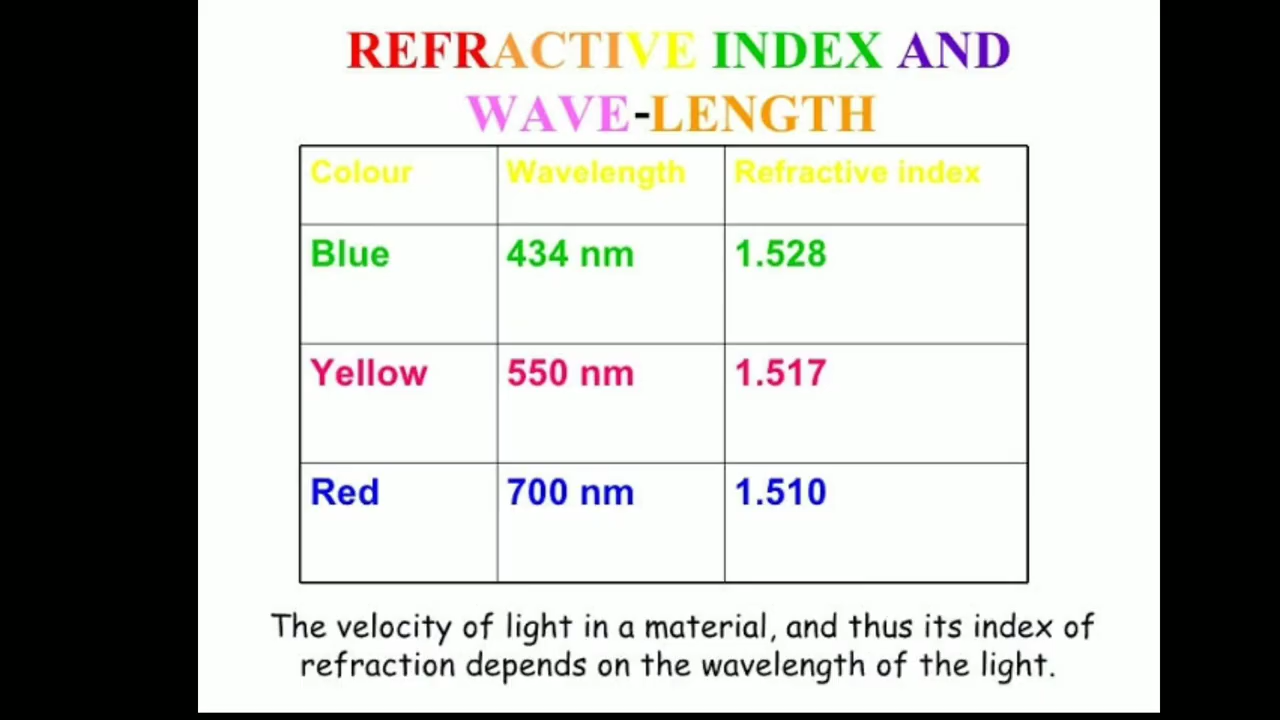 REFRACTIVE INDEX AND
WAVE-LENGTH
Colour Wavelength Refractive index
Blue 434 nm 1.528
Yellow 550 nm 1.517
Red 700 nm 1.510
The velocity of light in a material, and thus its index of
refraction depends on the wavelength of the light.